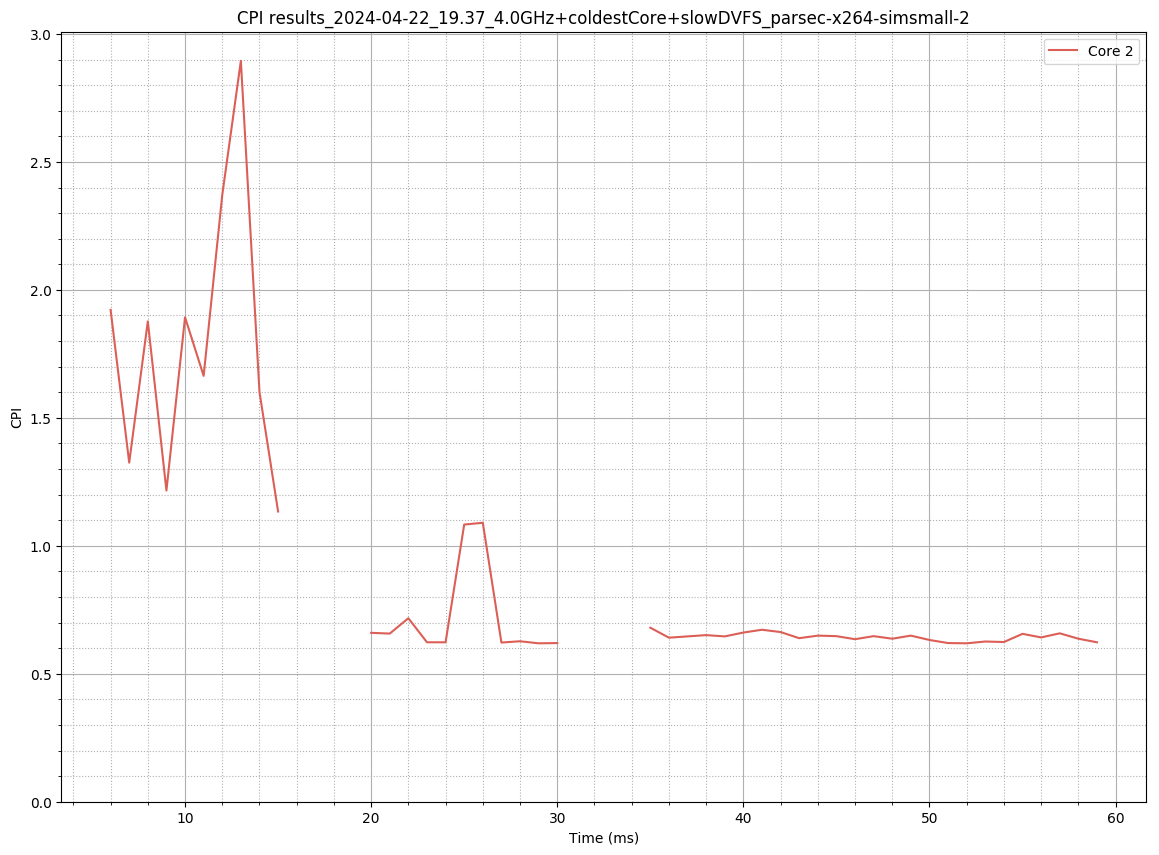 CPI results_2024-04-22_19.37_4.0GHz+coldestCore+slowDVFS_parsec-x264-simsmall-2
Core 2
3.0
2.5
2.0
1.5
1.0
0.5
0.0
CPI
10 20 30 40 50 60
Time (ms)